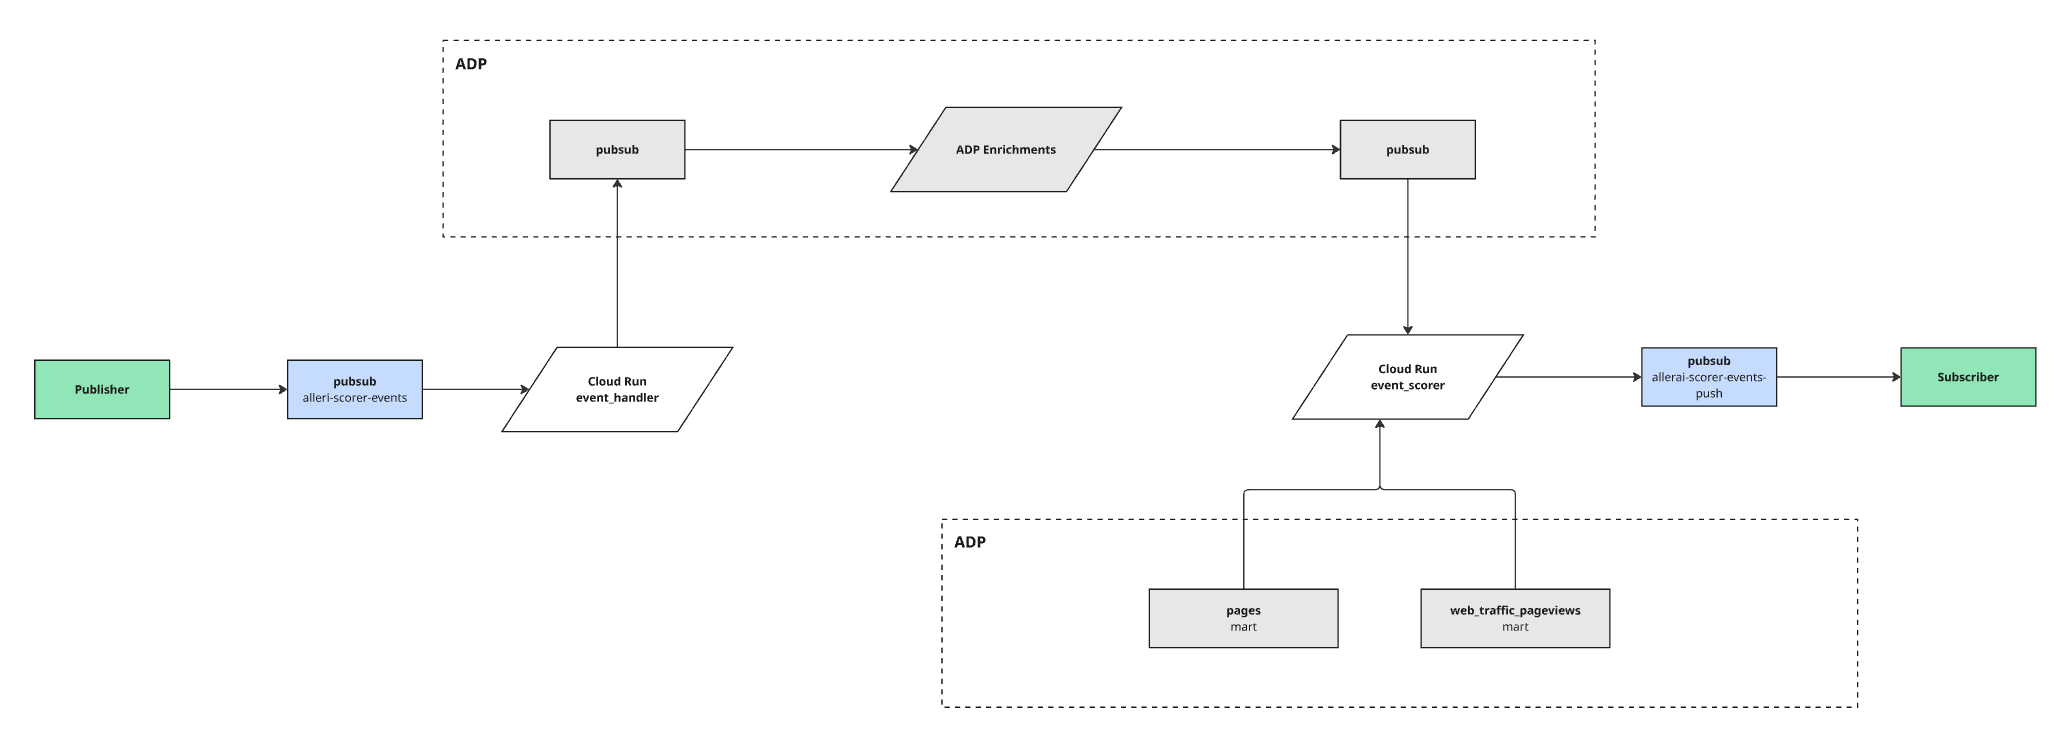 ADP
pubsub
ADP Enrichments
pubsub
Publisher
pubsub
alleri-scorer-events
Cloud Run
event_handler
Cloud Run
event_scorer
pubsub
allerai-scorer-events-
push
Subscriber
ADP
pages
mart
web_traffic_pageviews
mart